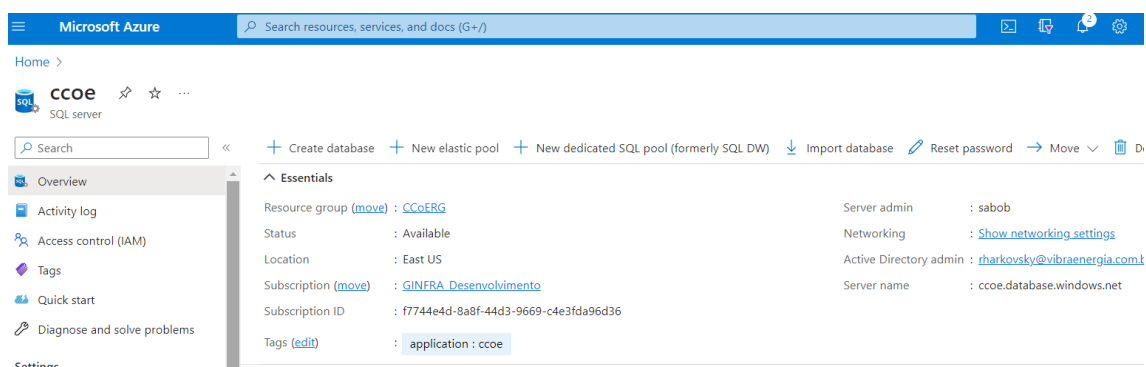 Microsoft Azure
Search resources, services, and docs (G+/)
2
Home >
SQL
ccoe ...
SQL server
Search «
+ Create database + New elastic pool + New dedicated SQL pool (formerly SQL DW) Import database Reset password Move
Overview
Essentials
Activity log
Resource group (move) : CCoERG
Server admin : sabob
Access control (IAM)
Status : Available
Networking : Show networking settings
Tags
Location : East US
Active Directory admin : rharkovsky@vibraenergia.com.b
Quick start
Subscription (move) : GINFRA_Desenvolvimento
Server name : ccoe.database.windows.net
Diagnose and solve problems
Subscription ID : f7744e4d-8a8f-44d3-9669-c4e3fda96d36
Tags (edit) : application : ccoe
Settings